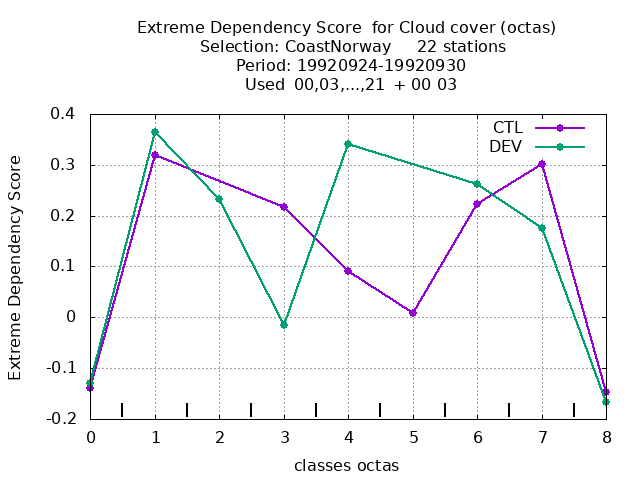 Extreme Dependency Score  for Cloud cover (octas)
Selection: CoastNorway     22 stations
Period: 19920924-19920930
Used  00,03,...,21  + 00 03
CTL
DEV
Extreme Dependency Score
0.4
0.3
0.2
0.1
0
-0.1
-0.2
0 1 2 3 4 5 6 7 8
classes octas